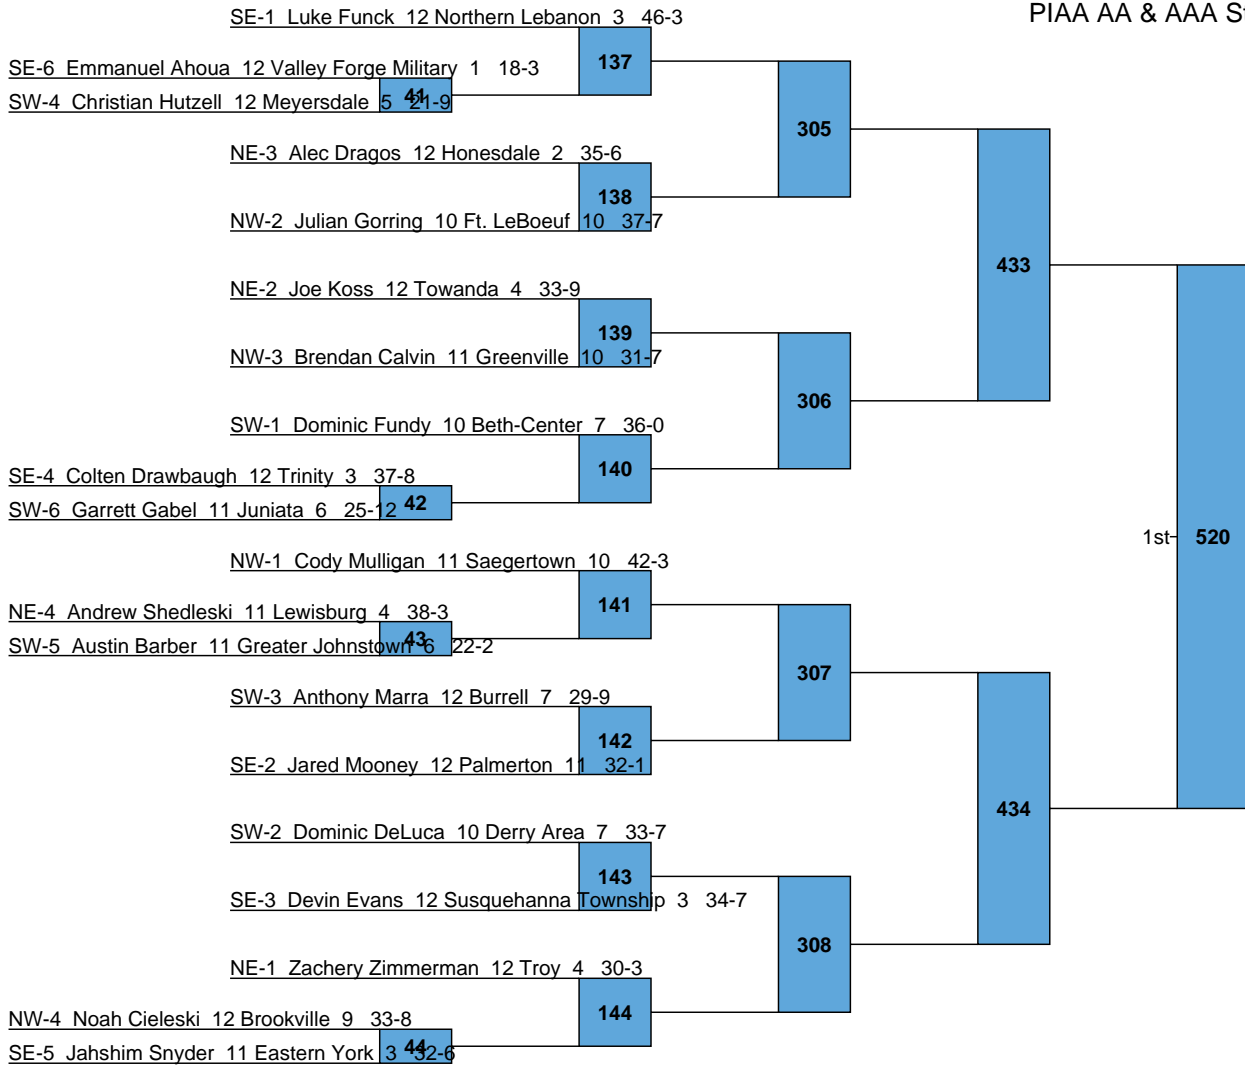 PIAA AA & AAA S
SE-1 Luke Funck 12 Northern Lebanon 3 46-3
137
SE-6 Emmanuel Ahoua 12 Valley Forge Military 1 18-3
41
SW-4 Christian Hutzell 12 Meyersdale 5 21-9
305
NE-3 Alec Dragos 12 Honesdale 2 35-6
138
NW-2 Julian Gorring 10 Ft. LeBoeuf 10 37-7
433
NE-2 Joe Koss 12 Towanda 4 33-9
139
NW-3 Brendan Calvin 11 Greenville 10 31-7
306
SW-1 Dominic Fundy 10 Beth-Center 7 36-0
140
SE-4 Colten Drawbaugh 12 Trinity 3 37-8
42
SW-6 Garrett Gabel 11 Juniata 6 25-12
1st
520
NW-1 Cody Mulligan 11 Saegertown 10 42-3
141
NE-4 Andrew Shedleski 11 Lewisburg 4 38-3
43
SW-5 Austin Barber 11 Greater Johnstown 6 22-2
307
SW-3 Anthony Marra 12 Burrell 7 29-9
142
SE-2 Jared Mooney 12 Palmerton 11 32-1
434
SW-2 Dominic DeLuca 10 Derry Area 7 33-7
143
SE-3 Devin Evans 12 Susquehanna Township 3 34-7
308
NE-1 Zachery Zimmerman 12 Troy 4 30-3
144
NW-4 Noah Cieleski 12 Brookville 9 33-8
44
SE-5 Jahshim Snyder 11 Eastern York 3 32-6